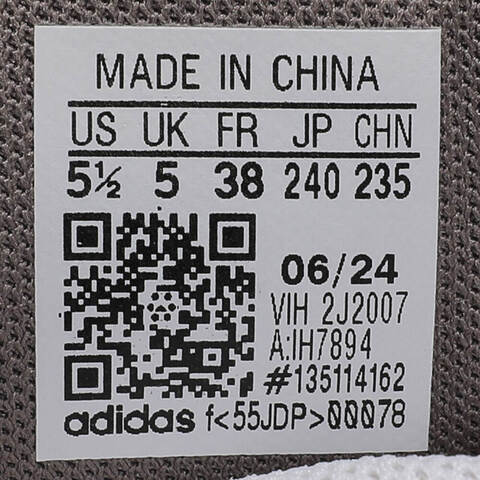 MADE IN CHINA
US UK FR JP CHN
5½ 5 38 240 235
06/24
VIH 2J2007
A:IH7894
#135114162
adidas f<55JDP>00078